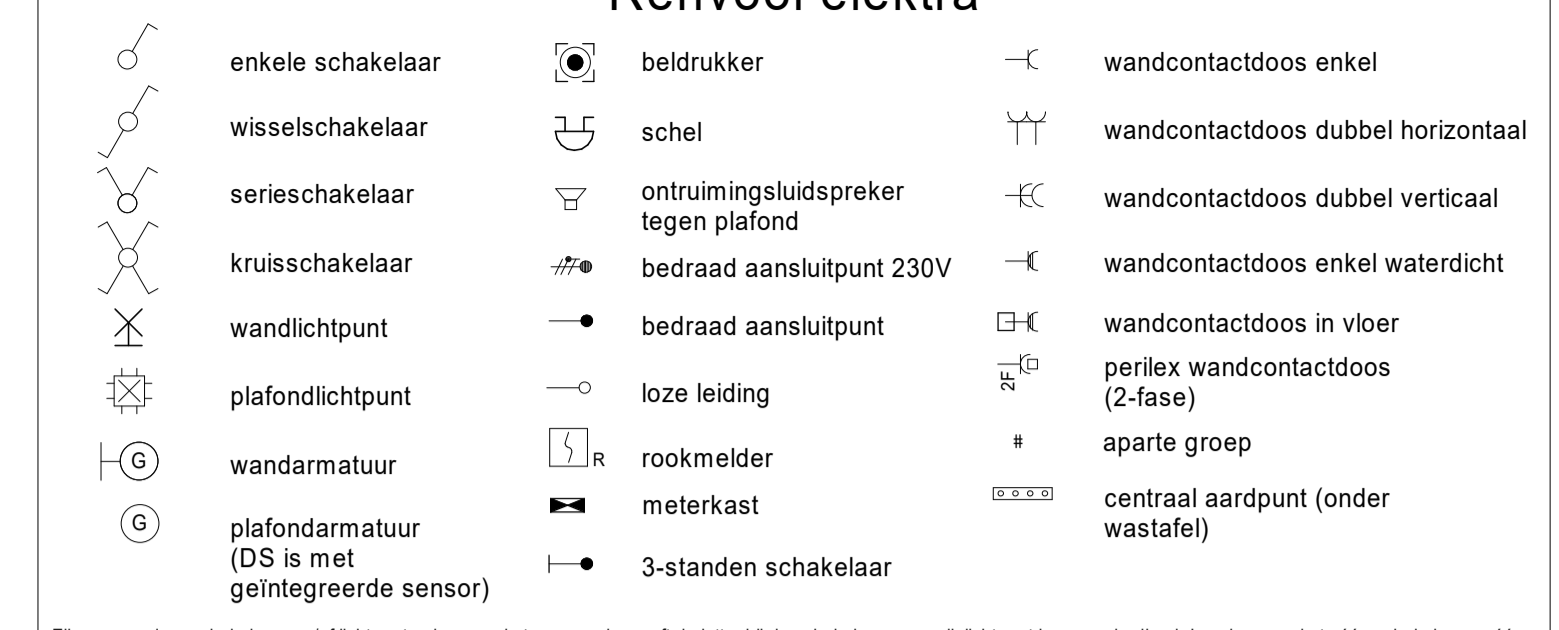 Renvooi elektra
enkele schakelaar
wisselschakelaar
serieschakelaar
kruisschakelaar
wandlichtpunt
plafondlichtpunt
G
wandarmatuur
G
plafondarmatuur
(DS is met
geïntegreerde sensor)
beldrukker
schel
ontruimingsluidspreker
tegen plafond
bedraad aansluitpunt 230V
bedraad aansluitpunt
loze leiding
R
rookmelder
meterkast
3-standen schakelaar
wandcontactdoos enkel
wandcontactdoos dubbel horizontaal
wandcontactdoos dubbel verticaal
wandcontactdoos enkel waterdicht
wandcontactdoos in vloer
2F
perilex wandcontactdoos
(2-fase)
#
aparte groep
centraal aardpunt (onder
wastafel)